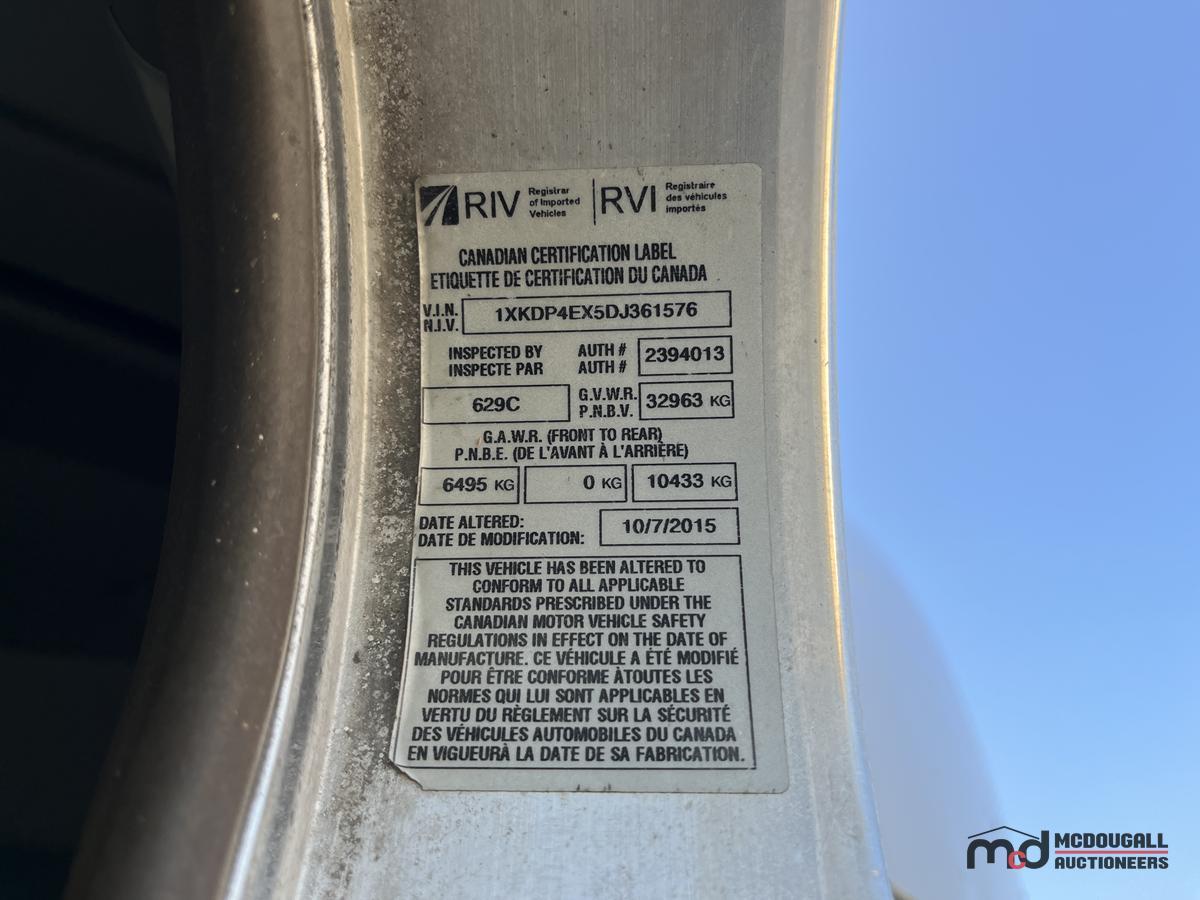 RIV Registrar of Imported Vehicles | RVI Registraire des véhicules importés
CANADIAN CERTIFICATION LABEL
ETIQUETTE DE CERTIFICATION DU CANADA
V.I.N. 1XKDP4EX5DJ361576
N.I.V.
INSPECTED BY AUTH # 2394013
INSPECTE PAR AUTH #
629C G.V.W.R. 32963 KG
P.N.B.V.
G.A.W.R. (FRONT TO REAR)
P.N.B.E. (DE L'AVANT À L'ARRIÈRE)
6495 KG 0 KG 10433 KG
DATE ALTERED: 10/7/2015
DATE DE MODIFICATION:
THIS VEHICLE HAS BEEN ALTERED TO
CONFORM TO ALL APPLICABLE
STANDARDS PRESCRIBED UNDER THE
CANADIAN MOTOR VEHICLE SAFETY
REGULATIONS IN EFFECT ON THE DATE OF
MANUFACTURE. CE VÉHICULE A ÉTÉ MODIFIÉ
POUR ÊTRE CONFORME ÀTOUTES LES
NORMES QUI LUI SONT APPLICABLES EN
VERTU DU RÈGLEMENT SUR LA SÉCURITÉ
DES VÉHICULES AUTOMOBILES DU CANADA
EN VIGUEURÀ LA DATE DE SA FABRICATION.
mcd MCDOUGALL
AUCTIONEERS